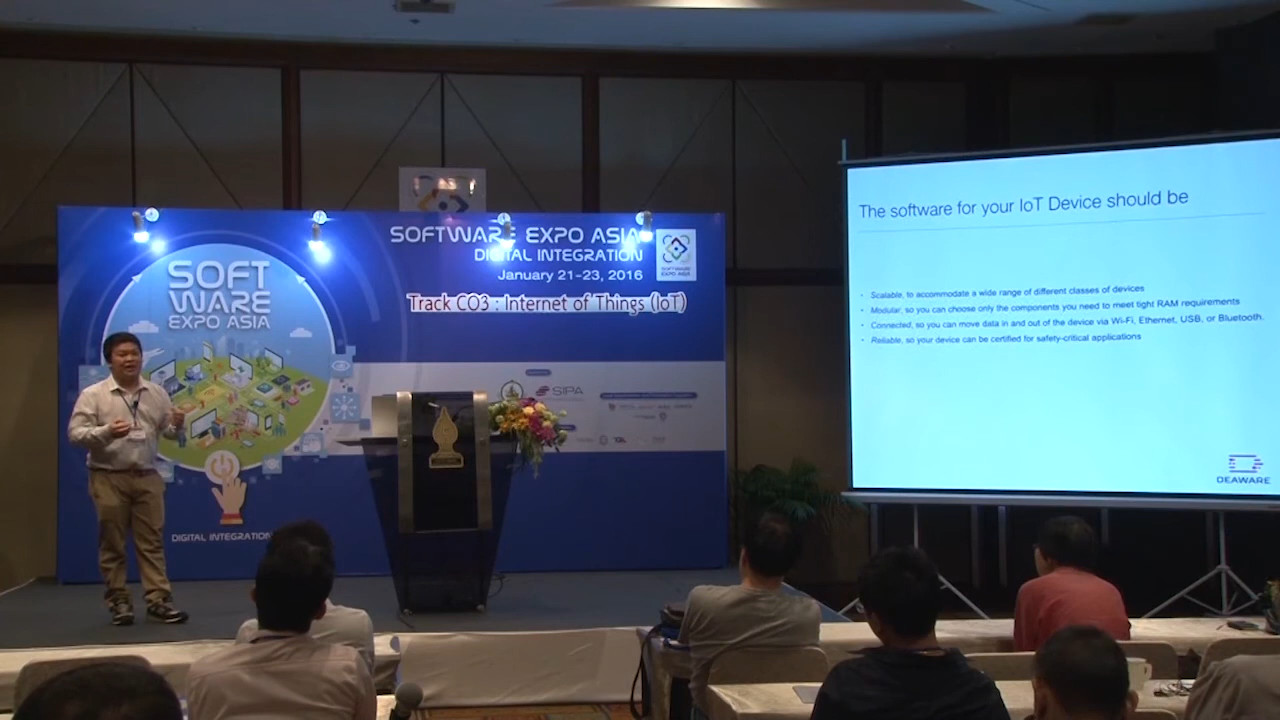 SOFTWARE EXPO ASIA
DIGITAL INTEGRATION
January 21-23, 2016
Track CO3 : Internet of Things (IoT)
SOFTWARE
EXPO ASIA
SOFT
WARE
EXPO ASIA
DIGITAL INTEGRATION
SIPA
The software for your IoT Device should be
• Scalable, to accommodate a wide range of different classes of devices
• Modular, so you can choose only the components you need to meet tight RAM requirements
• Connected, so you can move data in and out of the device via Wi-Fi, Ethernet, USB, or Bluetooth.
• Reliable, so your device can be certified for safety-critical applications
DEAWARE